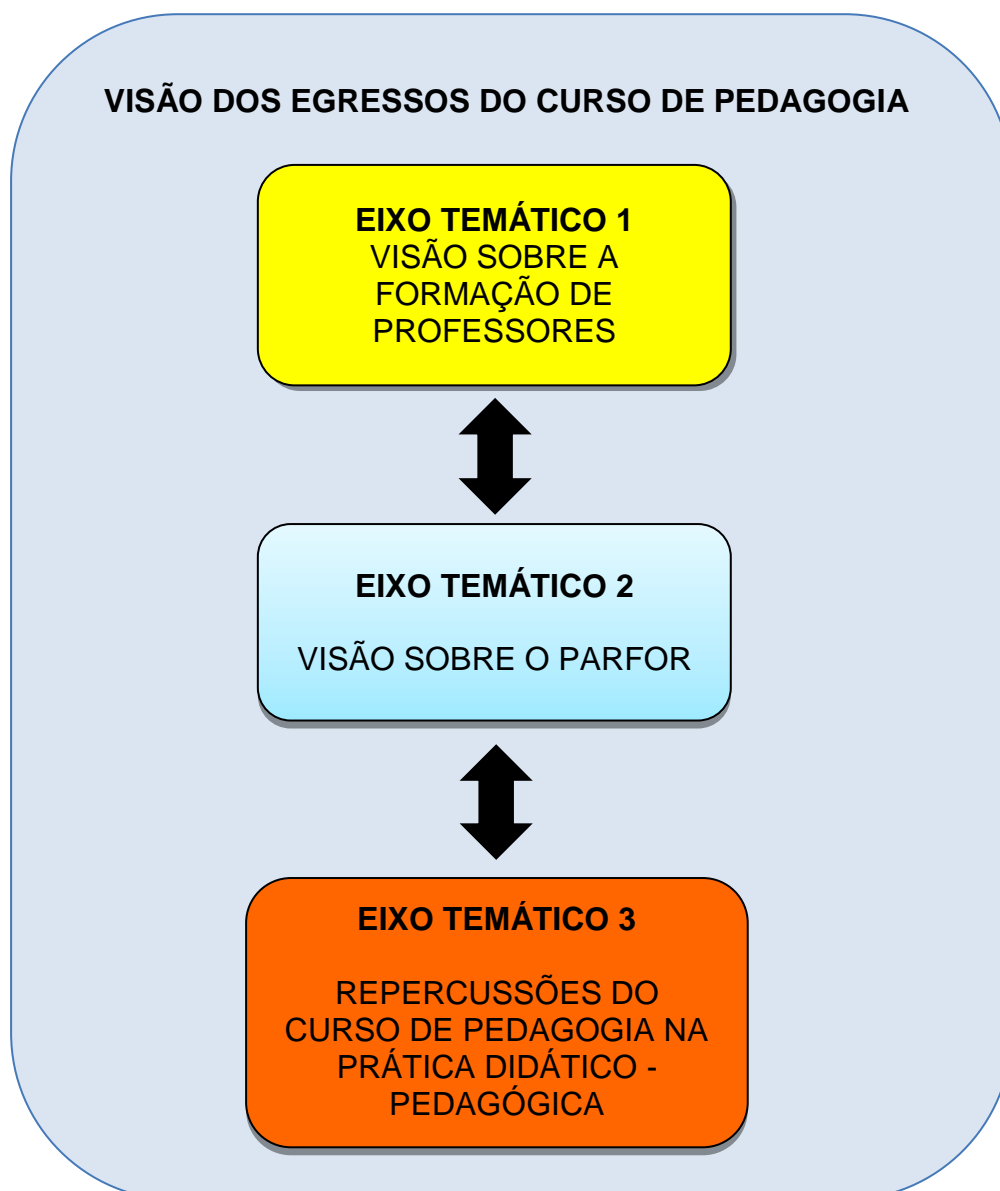 VISÃO DOS EGRESSOS DO CURSO DE PEDAGOGIA
EIXO TEMÁTICO 1
VISÃO SOBRE A
FORMAÇÃO DE
PROFESSORES
EIXO TEMÁTICO 2
VISÃO SOBRE O PARFOR
EIXO TEMÁTICO 3
REPERCUSSÕES DO
CURSO DE PEDAGOGIA NA
PRÁTICA DIDÁTICO -
PEDAGÓGICA